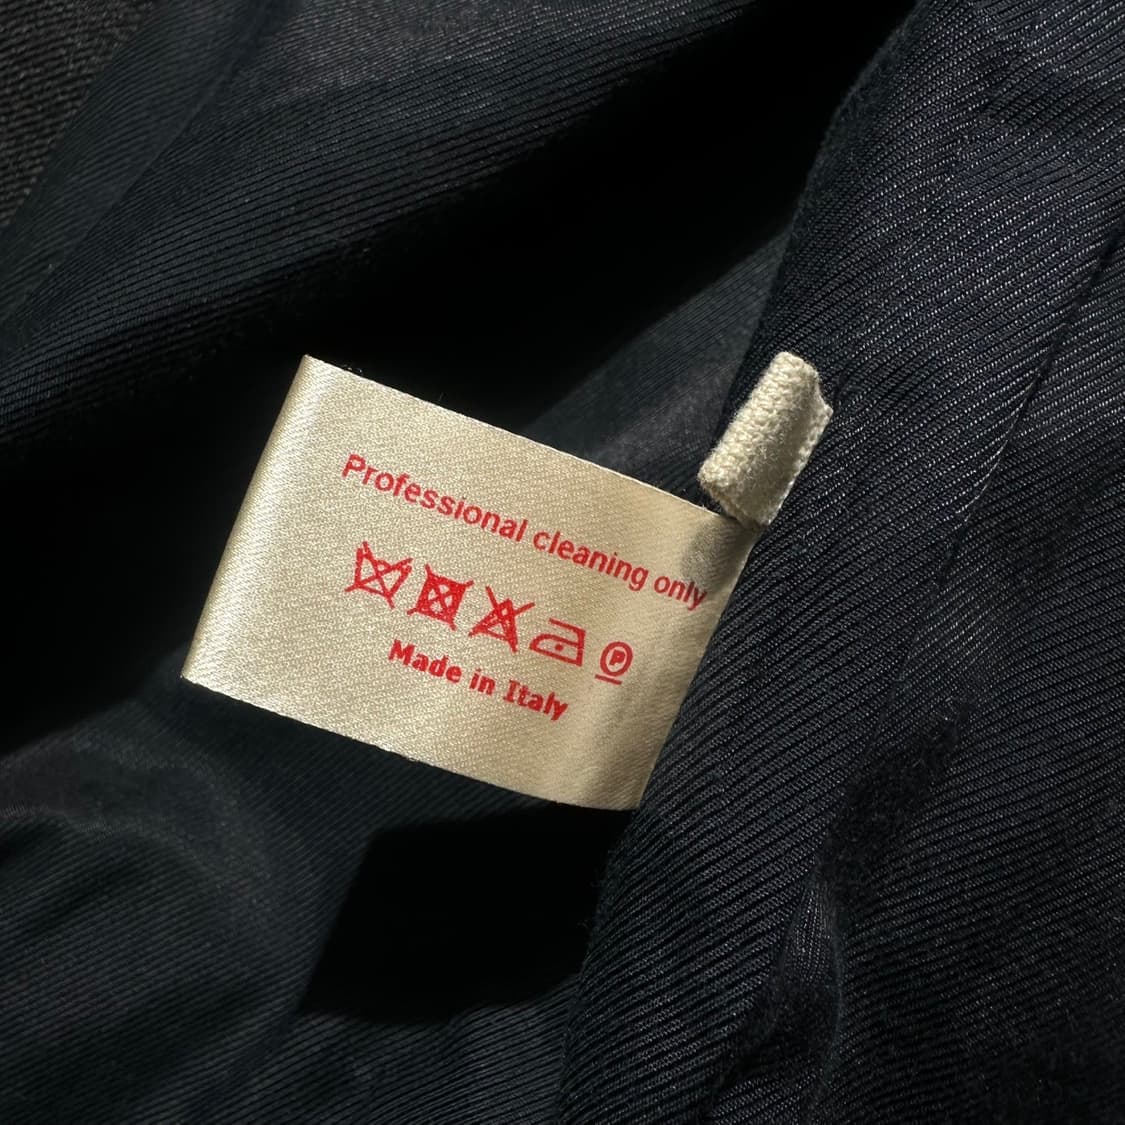 Professional cleaning only
P
Made in Italy